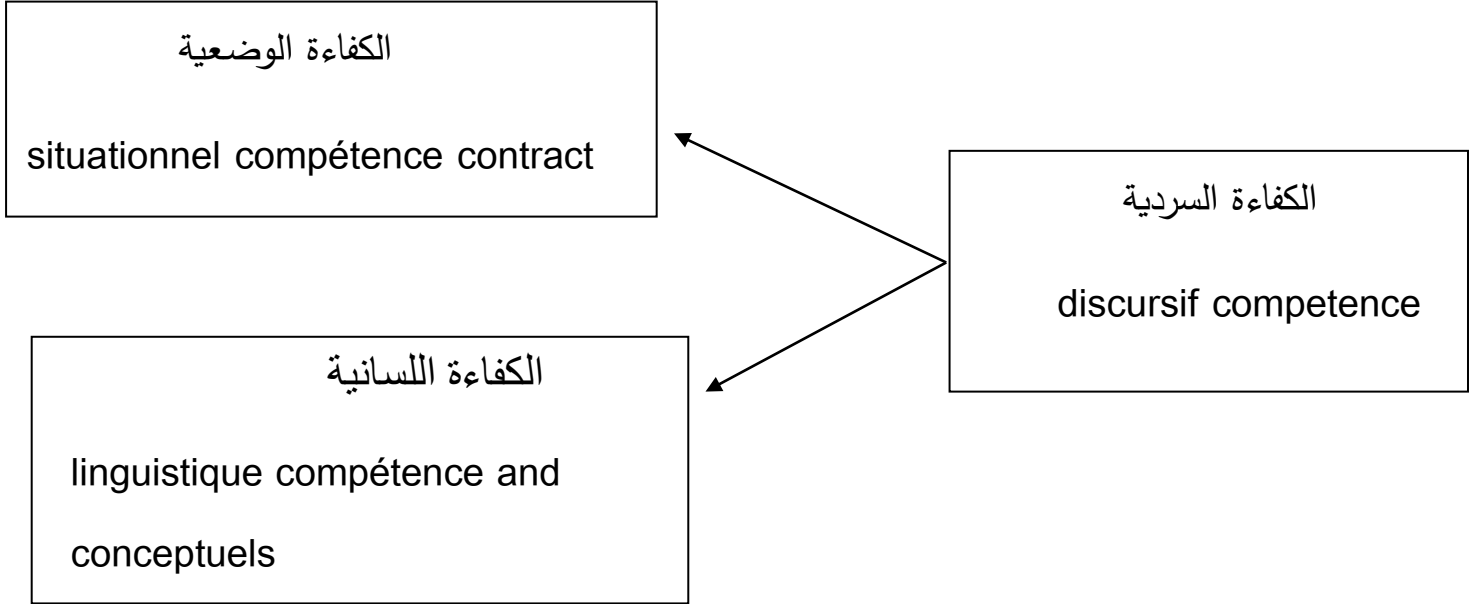 الكفاءة الوضعية
situationnel compétence contract
الكفاءة السردية
discursif competence
الكفاءة اللسانية
linguistique compétence and
conceptuels